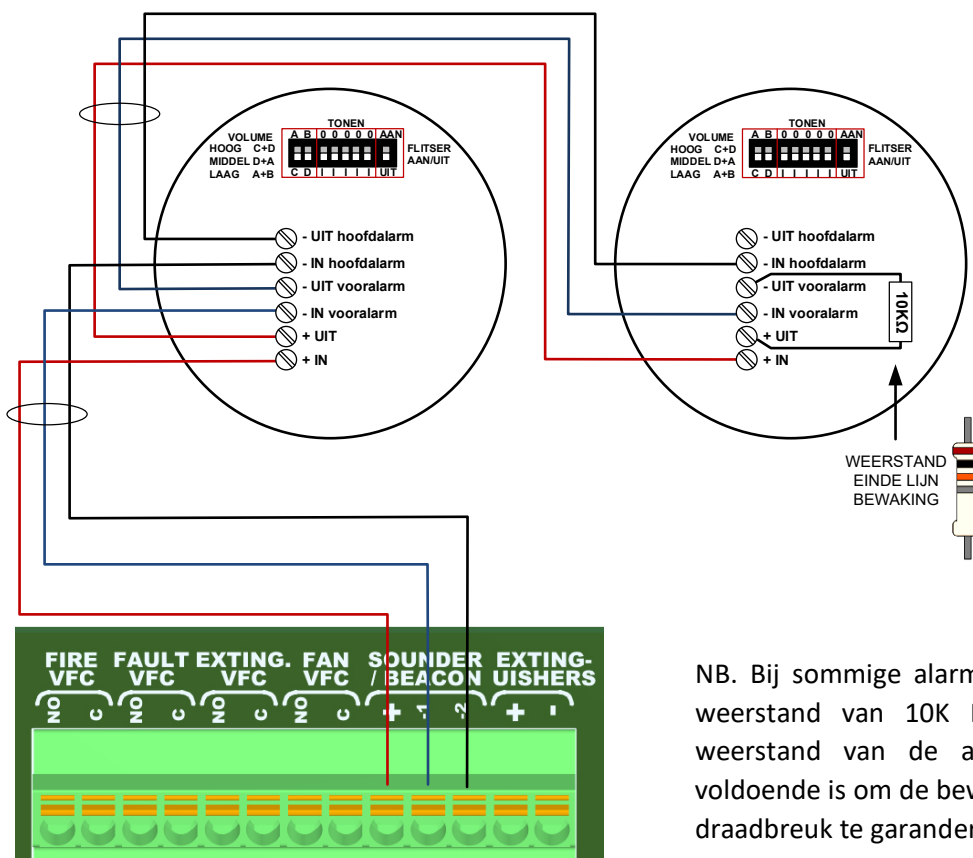 TONEN
A B 0 0 0 0 0 AAN
VOLUME
HOOG C+D
MIDDEL D+A
LAAG A+B
FLITSER
AAN/UIT
C D I I I I I UIT
- UIT hoofdalarm
- IN hoofdalarm
- UIT vooralarm
- IN vooralarm
+ UIT
+ IN
TONEN
A B 0 0 0 0 0 AAN
VOLUME
HOOG C+D
MIDDEL D+A
LAAG A+B
FLITSER
AAN/UIT
C D I I I I I UIT
- UIT hoofdalarm
- IN hoofdalarm
- UIT vooralarm
- IN vooralarm
+ UIT
+ IN
10KΩ
WEERSTAND
EINDE LIJN
BEWAKING
FIRE VFC
FAULT VFC
EXTING. VFC
FAN VFC
SOUNDER / BEACON
EXTING-UISHERS
NO C NO C NO C NO C + -1 -2 + -
NB. Bij sommige alarm
weerstand van 10K
weerstand van de a
voldoende is om de bew
draadbreuk te garander